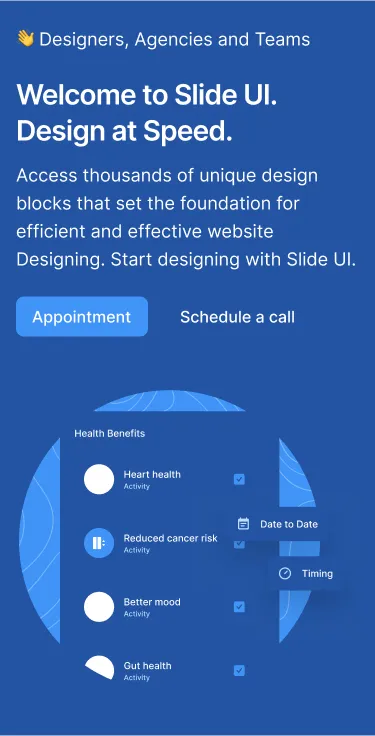 👋 Designers, Agencies and Teams
Welcome to Slide UI.
Design at Speed.
Access thousands of unique design
blocks that set the foundation for
efficient and effective website
Designing. Start designing with Slide UI.
Appointment
Schedule a call
Health Benefits
Heart health
Activity
Date to Date
Reduced cancer risk
Activity
Timing
Better mood
Activity
Gut health
Activity